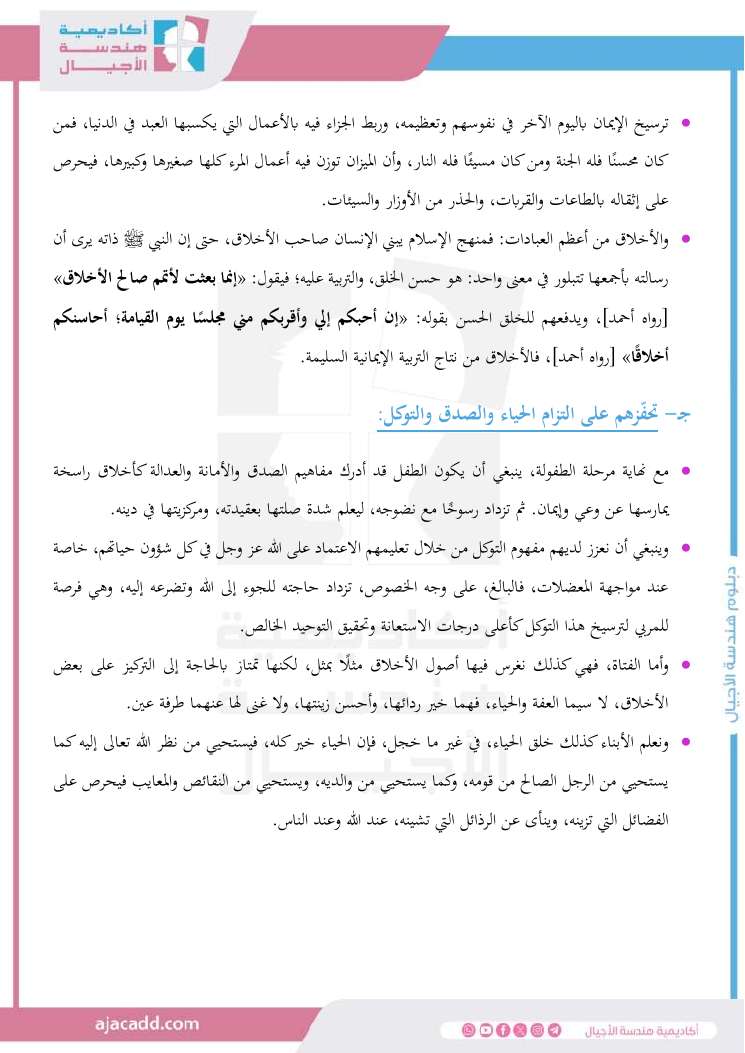 أكاديمية
هندسة
الأجيال
• ترسيخ الإيمان باليوم الآخر في نفوسهم وتعظيمه، وربط الجزاء فيه بالأعمال التي يكسبها العبد في الدنيا، فمن
كان محسنًا فله الجنة ومن كان مسيئًا فله النار، وأن الميزان توزن فيه أعمال المرء كلها صغيرها وكبيرها، فيحرص
على إثقاله بالطاعات والقربات، والحذر من الأوزار والسيئات.
• والأخلاق من أعظم العبادات: فمنهج الإسلام يبني الإنسان صاحب الأخلاق، حتى إن النبي ﷺ ذاته يرى أن
رسالته بأجمعها تتبلور في معنى واحد: هو حسن الخلق، والتربية عليه؛ فيقول: «إنما بعثت لأتمم صالح الأخلاق»
[رواه أحمد]، ويدفعهم للخلق الحسن بقوله: «إن أحبكم إلي وأقربكم مني مجلسًا يوم القيامة؛ أحاسنكم
أخلاقًا» [رواه أحمد]، فالأخلاق من نتاج التربية الإيمانية السليمة.
جـ- تحفّزهم على التزام الحياء والصدق والتوكل:
• مع نهاية مرحلة الطفولة، ينبغي أن يكون الطفل قد أدرك مفاهيم الصدق والأمانة والعدالة كأخلاق راسخة
يمارسها عن وعي وإيمان. ثم تزداد رسوخًا مع نضوجه، ليعلم شدة صلتها بعقيدته، ومركزيتها في دينه.
• وينبغي أن نعزز لديهم مفهوم التوكل من خلال تعليمهم الاعتماد على الله عز وجل في كل شؤون حياتهم، خاصة
عند مواجهة المعضلات، فالبالغ، على وجه الخصوص، تزداد حاجته للجوء إلى الله وتضرعه إليه، وهي فرصة
للمربي لترسيخ هذا التوكل كأعلى درجات الاستعانة وتحقيق التوحيد الخالص.
• وأما الفتاة، فهي كذلك نغرس فيها أصول الأخلاق مثلًا بمثل، لكنها تمتاز بالحاجة إلى التركيز على بعض
الأخلاق، لا سيما العفة والحياء، فهما خير ردائها، وأحسن زينتها، ولا غنى لها عنهما طرفة عين.
• ونعلم الأبناء كذلك خلق الحياء، في غير ما خجل، فإن الحياء خير كله، فيستحيي من نظر الله تعالى إليه كما
يستحيي من الرجل الصالح من قومه، وكما يستحيي من والديه، ويستحيي من النقائص والمعايب فيحرص على
الفضائل التي تزينه، وينأى عن الرذائل التي تشينه، عند الله وعند الناس.
دبلوم هندسة الأجيال
أكاديمية
هندسة
الأجيال
أكاديمية هندسة الأجيال
ajacadd.com